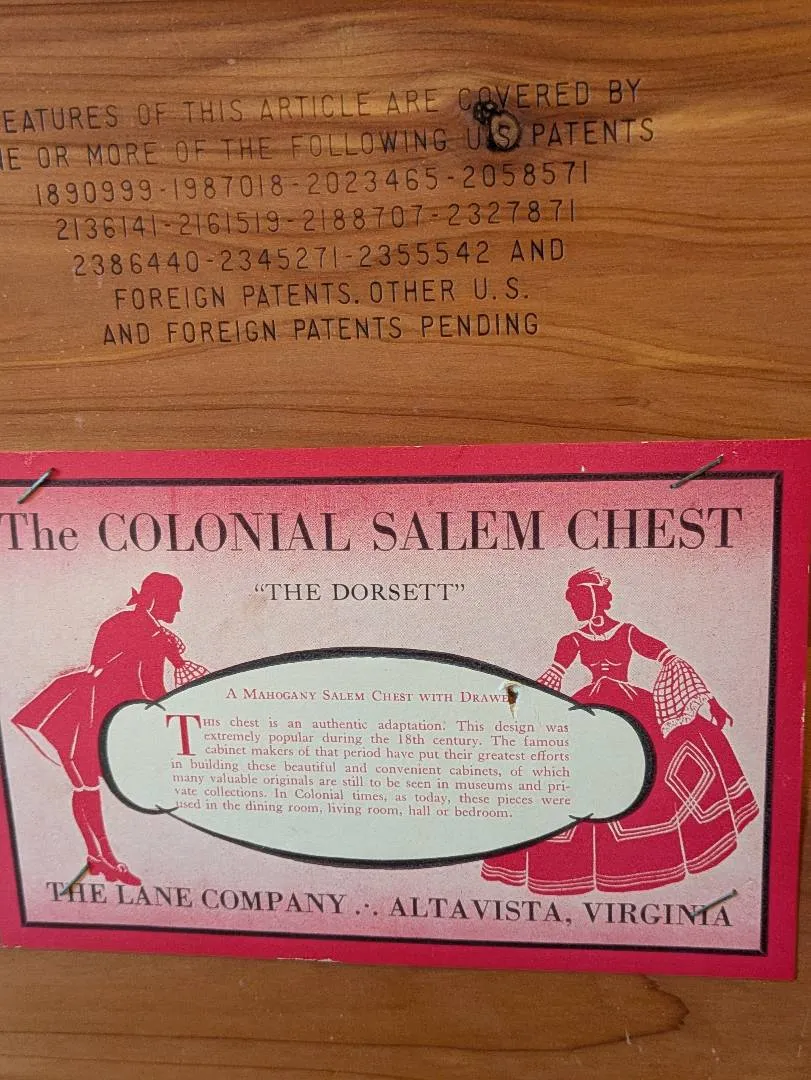 EATURES OF THIS ARTICLE ARE COVERED BY
NE OR MORE OF THE FOLLOWING U.S. PATENTS
1890999-1987018-2023465-2058571
2136141-2161519-2188707-2327871
2386440-2345271-2355542 AND
FOREIGN PATENTS. OTHER U.S.
AND FOREIGN PATENTS PENDING
The COLONIAL SALEM CHEST
"THE DORSETT"
A MAHOGANY SALEM CHEST WITH DRAWE
THIS chest is an authentic adaptation. This design was
extremely popular during the 18th century. The famous
cabinet makers of that period have put their greatest efforts
in building these beautiful and convenient cabinets, of which
many valuable originals are still to be seen in museums and pri-
vate collections. In Colonial times, as today, these pieces were
used in the dining room, living room, hall or bedroom.
THE LANE COMPANY ∴ ALTAVISTA, VIRGINIA